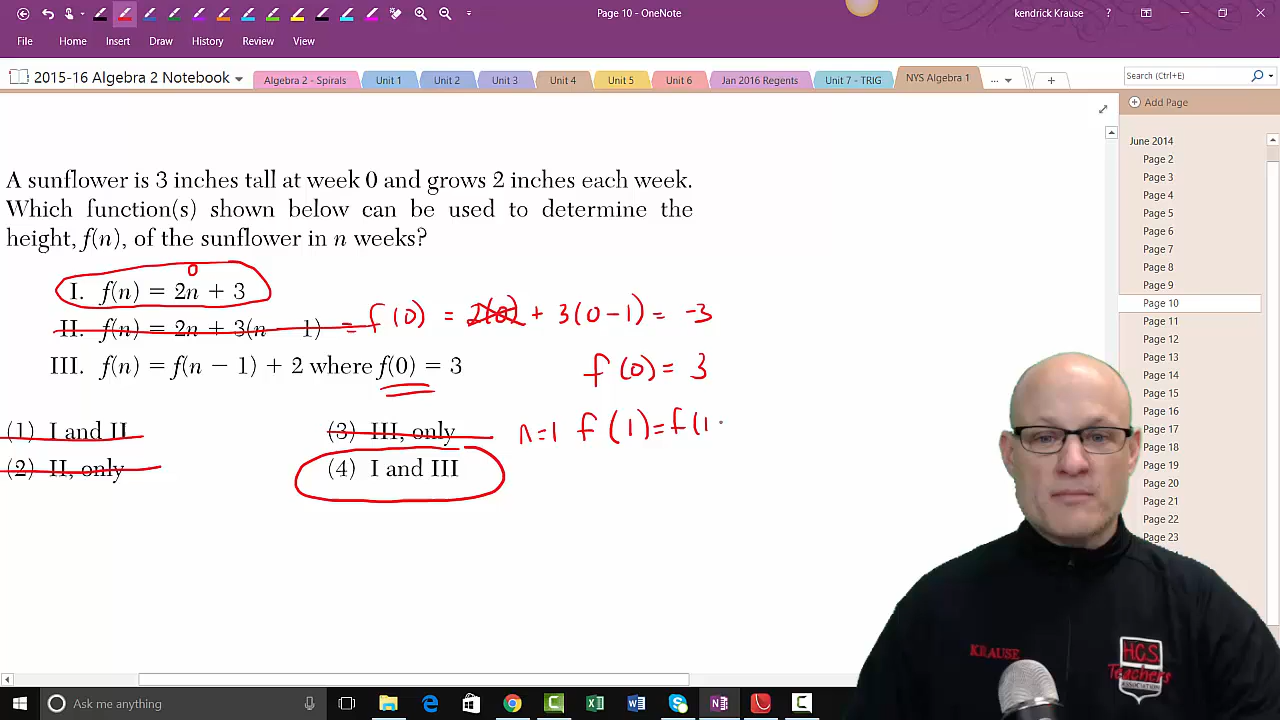 Page 10 - OneNote
kendrick Krause
?
File Home Insert Draw History Review View
2015-16 Algebra 2 Notebook
Algebra 2 - Spirals Unit 1 Unit 2 Unit 3 Unit 4 Unit 5 Unit 6 Jan 2016 Regents Unit 7 - TRIG NYS Algebra 1 ... +
Search (Ctrl+E)
Add Page
A sunflower is 3 inches tall at week 0 and grows 2 inches each week.
Which function(s) shown below can be used to determine the
height, f(n), of the sunflower in n weeks?
0
I. f(n) = 2n + 3
II. f(n) = 2n + 3(n - 1) = f(0) = 2(0) + 3(0-1) = -3
III. f(n) = f(n - 1) + 2 where f(0) = 3
f(0) = 3
(1) I and II
(3) III, only
n=1 f(1)=f(1
(2) II, only
(4) I and III
June 2014
Page 2
Page 3
Page 4
Page 5
Page 6
Page 7
Page 8
Page 9
Page 10
Page 11
Page 12
Page 13
Page 14
Page 15
Page 16
Page 17
Page 18
Page 19
Page 20
Page 21
Page 22
Page 23
KRAUSE
H.C.S.
Teachers
ASSOCIATION
Ask me anything